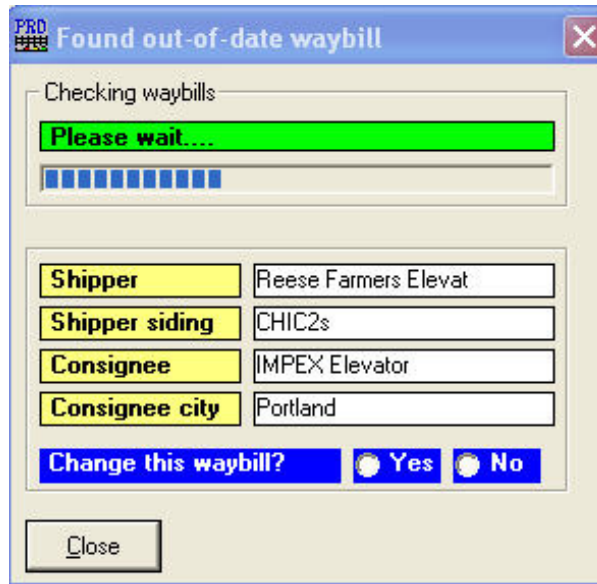 PRD
Found out-of-date waybill
Checking waybills
Please wait....
Shipper Reese Farmers Elevat
Shipper siding CHIC2s
Consignee IMPEX Elevator
Consignee city Portland
Change this waybill? Yes No
Close